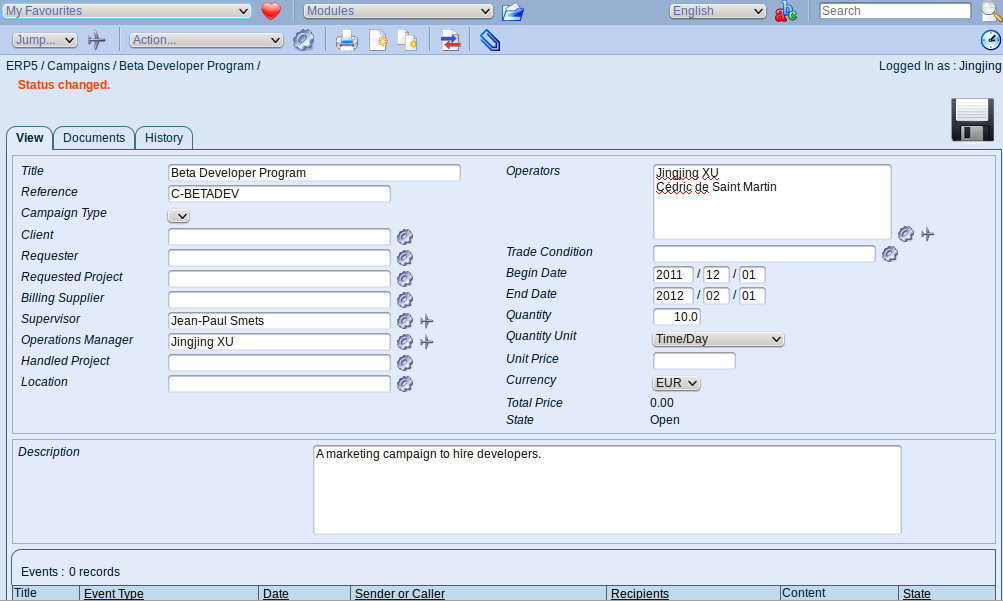 My Favourites Modules English Search
Jump... Action...
ERP5 / Campaigns / Beta Developer Program / Logged In as : Jingjing
Status changed.
View Documents History
Title Beta Developer Program
Reference C-BETADEV
Campaign Type
Client
Requester
Requested Project
Billing Supplier
Supervisor Jean-Paul Smets
Operations Manager Jingjing XU
Handled Project
Location
Operators Jingjing XU
Cédric de Saint Martin
Trade Condition
Begin Date 2011 / 12 / 01
End Date 2012 / 02 / 01
Quantity 10.0
Quantity Unit Time/Day
Unit Price
Currency EUR
Total Price 0.00
State Open
Description A marketing campaign to hire developers.
Events : 0 records
Title Event Type Date Sender or Caller Recipients Content State